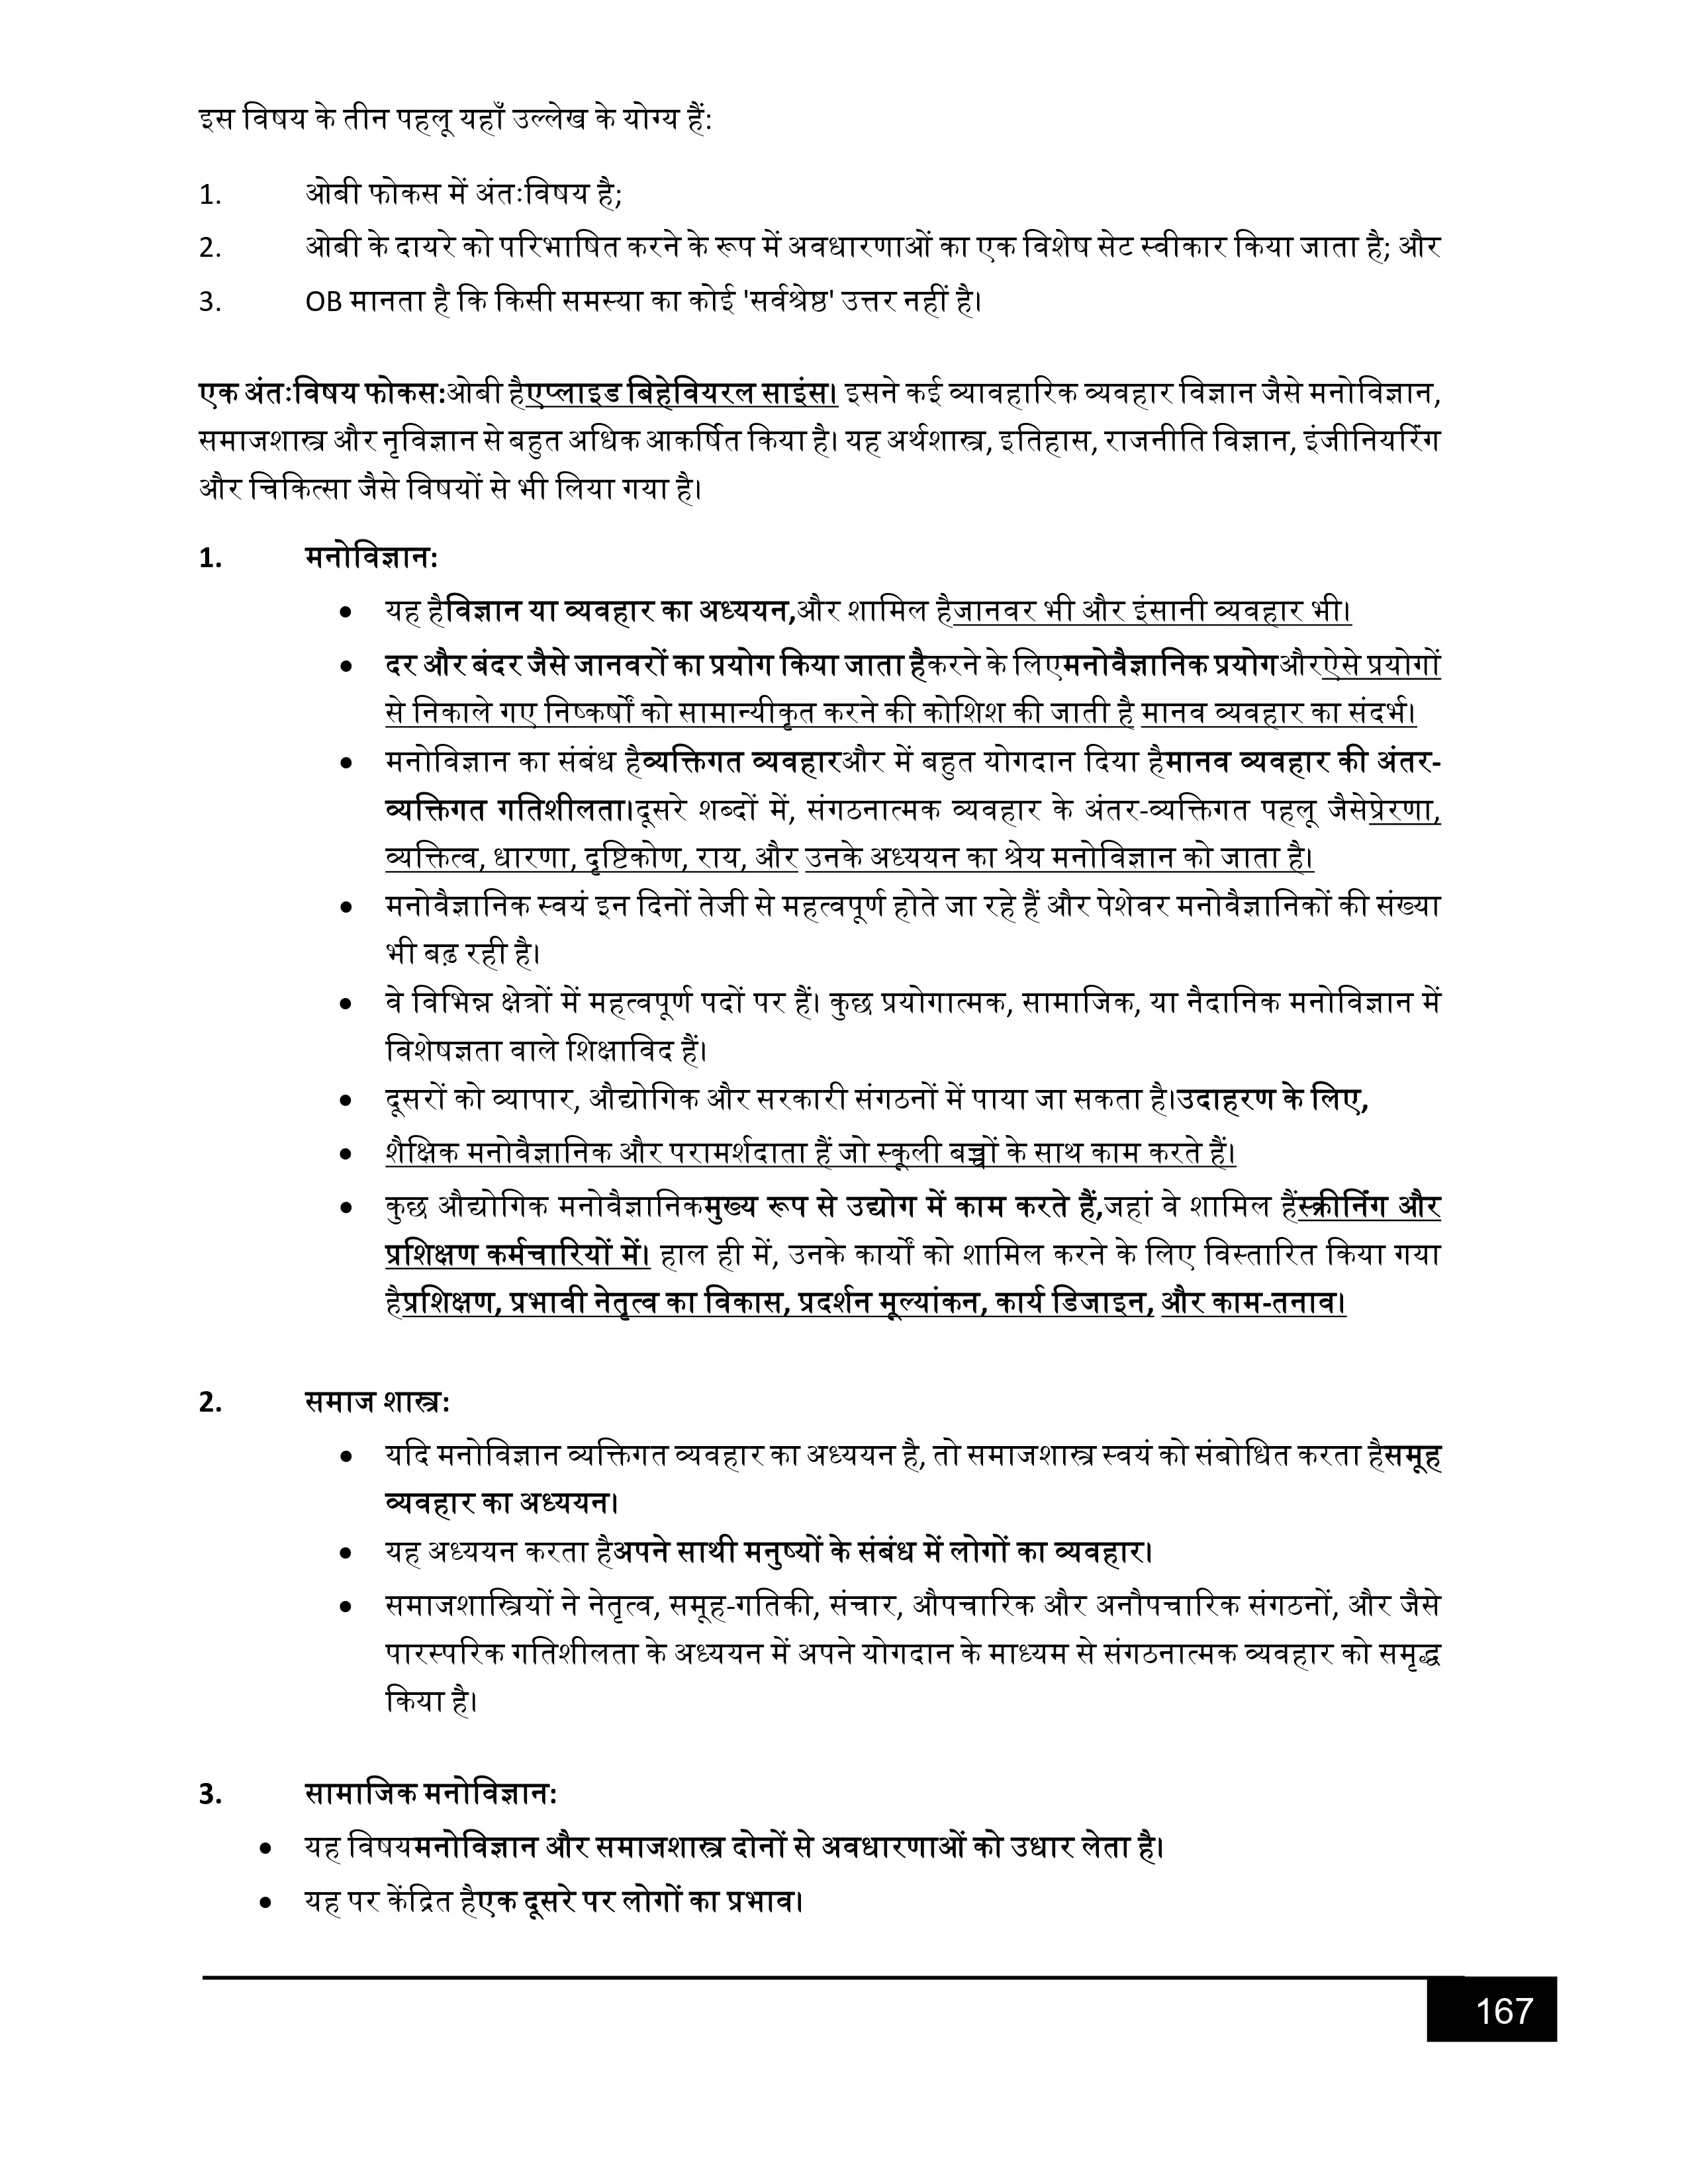 इस विषय के तीन पहलू यहाँ उल्लेख के योग्य हैं:
1. ओबी फोकस में अंतःविषय है;
2. ओबी के दायरे को परिभाषित करने के रूप में अवधारणाओं का एक विशेष सेट स्वीकार किया जाता है; और
3. OB मानता है कि किसी समस्या का कोई 'सर्वश्रेष्ठ' उत्तर नहीं है।
एक अंतःविषय फोकस:ओबी हैएप्लाइड बिहेवियरल साइंस। इसने कई व्यावहारिक व्यवहार विज्ञान जैसे मनोविज्ञान,
समाजशास्त्र और नृविज्ञान से बहुत अधिक आकर्षित किया है। यह अर्थशास्त्र, इतिहास, राजनीति विज्ञान, इंजीनियरिंग
और चिकित्सा जैसे विषयों से भी लिया गया है।
1. मनोविज्ञान:
• यह हैविज्ञान या व्यवहार का अध्ययन,और शामिल हैजानवर भी और इंसानी व्यवहार भी।
• दर और बंदर जैसे जानवरों का प्रयोग किया जाता हैकरने के लिएमनोवैज्ञानिक प्रयोगऔरऐसे प्रयोगों
से निकाले गए निष्कर्षों को सामान्यीकृत करने की कोशिश की जाती है मानव व्यवहार का संदर्भ।
• मनोविज्ञान का संबंध हैव्यक्तिगत व्यवहारऔर में बहुत योगदान दिया हैमानव व्यवहार की अंतर-
व्यक्तिगत गतिशीलता।दूसरे शब्दों में, संगठनात्मक व्यवहार के अंतर-व्यक्तिगत पहलू जैसेप्रेरणा,
व्यक्तित्व, धारणा, दृष्टिकोण, राय, और उनके अध्ययन का श्रेय मनोविज्ञान को जाता है।
• मनोवैज्ञानिक स्वयं इन दिनों तेजी से महत्वपूर्ण होते जा रहे हैं और पेशेवर मनोवैज्ञानिकों की संख्या
भी बढ़ रही है।
• वे विभिन्न क्षेत्रों में महत्वपूर्ण पदों पर हैं। कुछ प्रयोगात्मक, सामाजिक, या नैदानिक मनोविज्ञान में
विशेषज्ञता वाले शिक्षाविद हैं।
• दूसरों को व्यापार, औद्योगिक और सरकारी संगठनों में पाया जा सकता है।उदाहरण के लिए,
• शैक्षिक मनोवैज्ञानिक और परामर्शदाता हैं जो स्कूली बच्चों के साथ काम करते हैं।
• कुछ औद्योगिक मनोवैज्ञानिकमुख्य रूप से उद्योग में काम करते हैं,जहां वे शामिल हैंस्क्रीनिंग और
प्रशिक्षण कर्मचारियों में। हाल ही में, उनके कार्यों को शामिल करने के लिए विस्तारित किया गया
हैप्रशिक्षण, प्रभावी नेतृत्व का विकास, प्रदर्शन मूल्यांकन, कार्य डिजाइन, और काम-तनाव।
2. समाज शास्त्र:
• यदि मनोविज्ञान व्यक्तिगत व्यवहार का अध्ययन है, तो समाजशास्त्र स्वयं को संबोधित करता हैसमूह
व्यवहार का अध्ययन।
• यह अध्ययन करता हैअपने साथी मनुष्यों के संबंध में लोगों का व्यवहार।
• समाजशास्त्रियों ने नेतृत्व, समूह-गतिकी, संचार, औपचारिक और अनौपचारिक संगठनों, और जैसे
पारस्परिक गतिशीलता के अध्ययन में अपने योगदान के माध्यम से संगठनात्मक व्यवहार को समृद्ध
किया है।
3. सामाजिक मनोविज्ञान:
• यह विषयमनोविज्ञान और समाजशास्त्र दोनों से अवधारणाओं को उधार लेता है।
• यह पर केंद्रित हैएक दूसरे पर लोगों का प्रभाव।
167